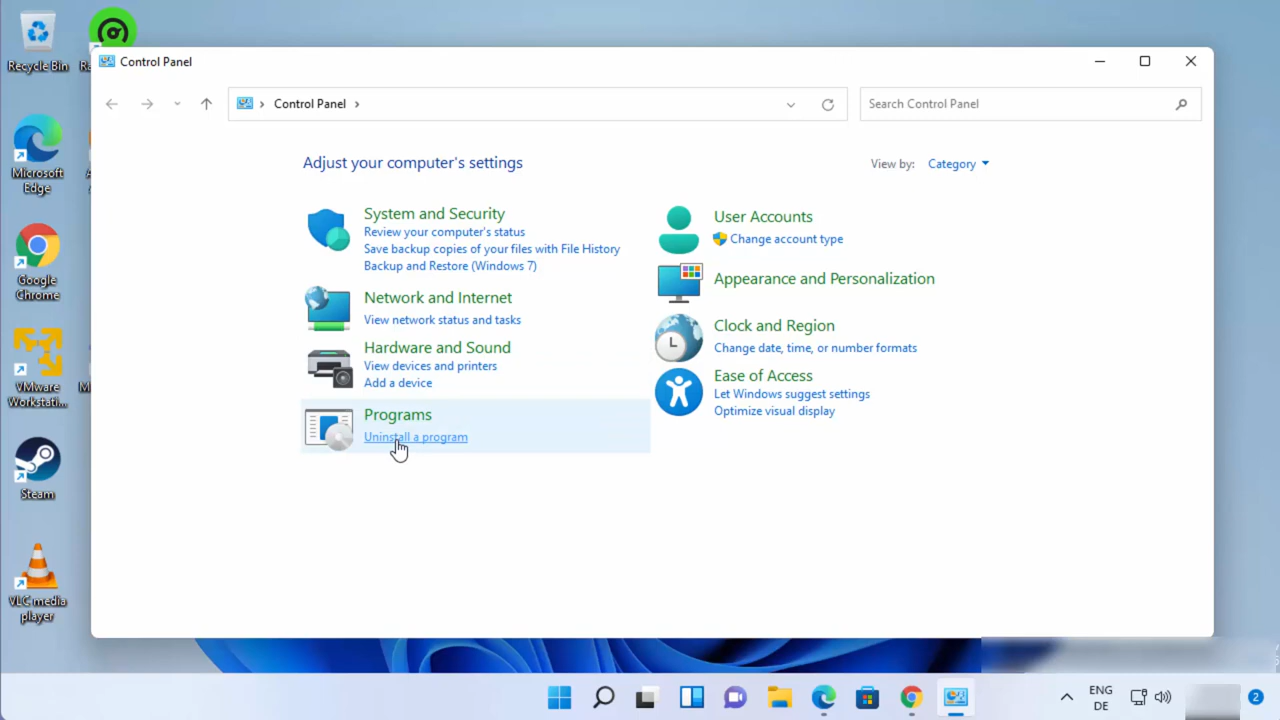 Recycle Bin
Microsoft
Edge
Google
Chrome
VMware
Workstati...
Steam
VLC media
player
Control Panel
Control Panel
Search Control Panel
Adjust your computer's settings
View by: Category
System and Security
Review your computer's status
Save backup copies of your files with File History
Backup and Restore (Windows 7)
Network and Internet
View network status and tasks
Hardware and Sound
View devices and printers
Add a device
Programs
Uninstall a program
User Accounts
Change account type
Appearance and Personalization
Clock and Region
Change date, time, or number formats
Ease of Access
Let Windows suggest settings
Optimize visual display
ENG
DE
2